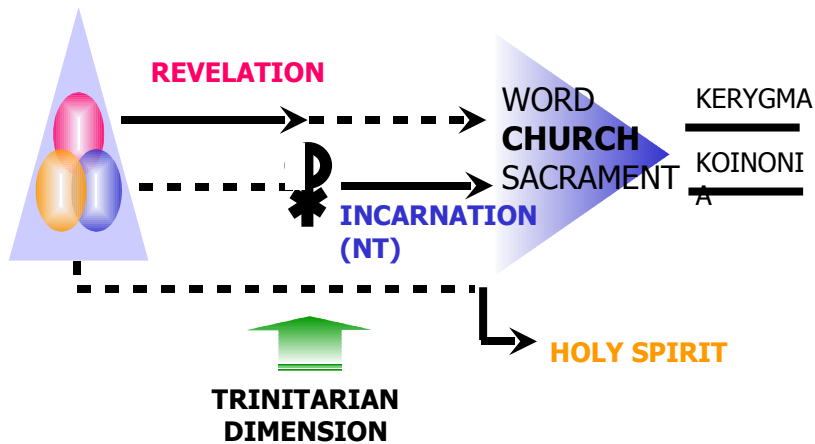 REVELATION
WORD
CHURCH
SACRAMENT
KERYGMA
KOINONI
A
INCARNATION
(NT)
HOLY SPIRIT
TRINITARIAN
DIMENSION